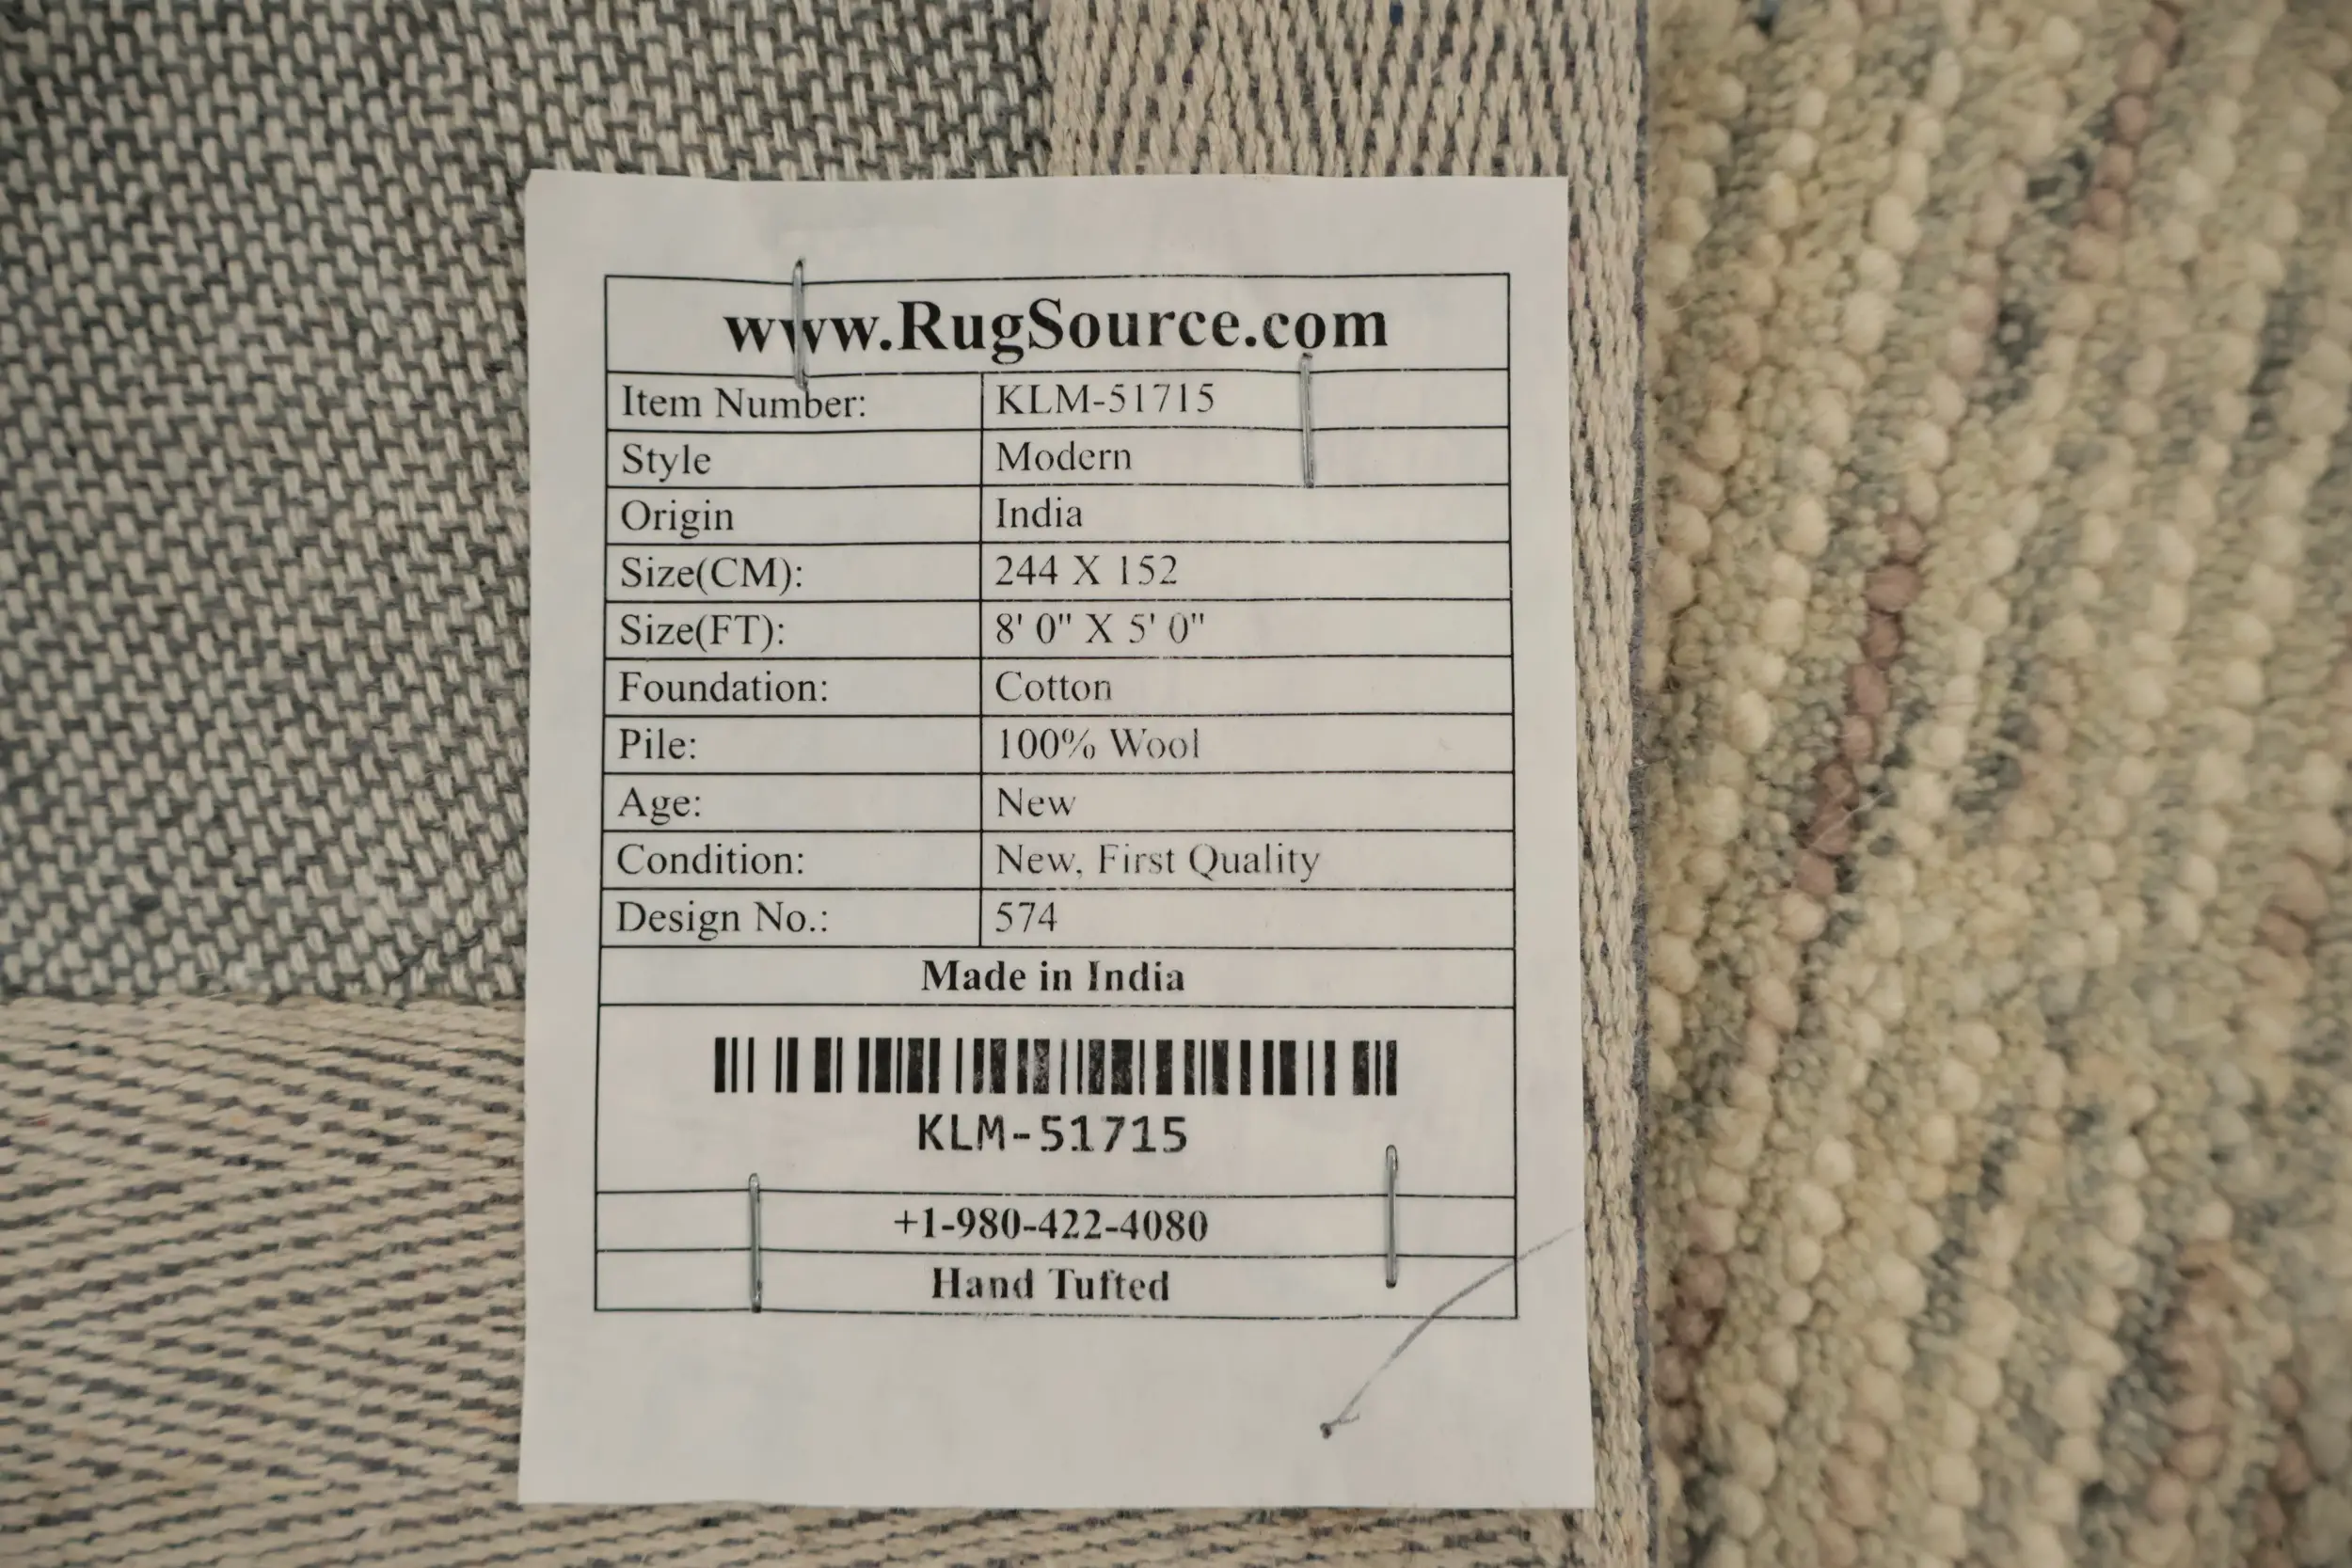 www.RugSource.com
Item Number: KLM-51715
Style Modern
Origin India
Size(CM): 244 X 152
Size(FT): 8' 0" X 5' 0"
Foundation: Cotton
Pile: 100% Wool
Age: New
Condition: New, First Quality
Design No.: 574
Made in India
KLM-51715
+1-980-422-4080
Hand Tufted